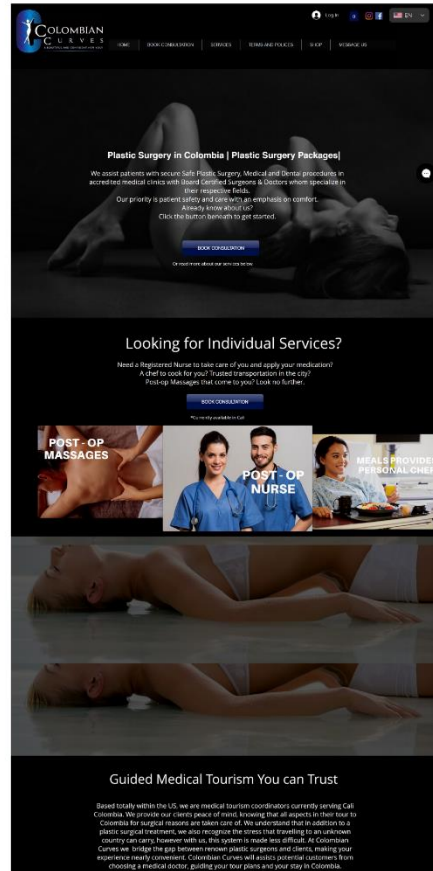 COLOMBIAN
CURVES
Log In
EN
HOME
BOOK CONSULTATION
SERVICES
TERMS AND POLICES
SHOP
MESSAGE US
Plastic Surgery in Colombia | Plastic Surgery Packages|
We assist patients with secure Safe Plastic Surgery, Medical and Dental procedures in
accredited medical clinics with Board Certified Surgeons & Doctors whom specialize in
their respective fields.
Our priority is patient safety and care with an emphasis on comfort.
Already know about us?
Click the button beneath to get started.
BOOK CONSULTATION
Or read more about our services below.
Looking for Individual Services?
Need a Registered Nurse to take care of you and apply your medication?
A chef to cook for you? Trusted transportation in the city?
Post-op Massages that come to you? Look no further.
BOOK CONSULTATION
*Currently available in Cali
POST - OP
MASSAGES
POST - OP
NURSE
MEALS PROVIDED
PERSONAL CHEF
Guided Medical Tourism You can Trust
Based totally within the US, we are medical tourism coordinators currently serving Cali
Colombia. We provide our clients peace of mind, knowing that all aspects in their tour to
Colombia for surgical reasons are taken care of. We understand that in addition to a
plastic surgical treatment, we also recognize the stress that travelling to an unknown
country can carry, however with us, this system is made less difficult. At Colombian
Curves we  bridge the gap between renown plastic surgeons and clients, making your
experience nearly convenient. Colombian Curves will assists potential customers from
choosing a medical doctor, guiding your tour plans and your stay in Colombia.